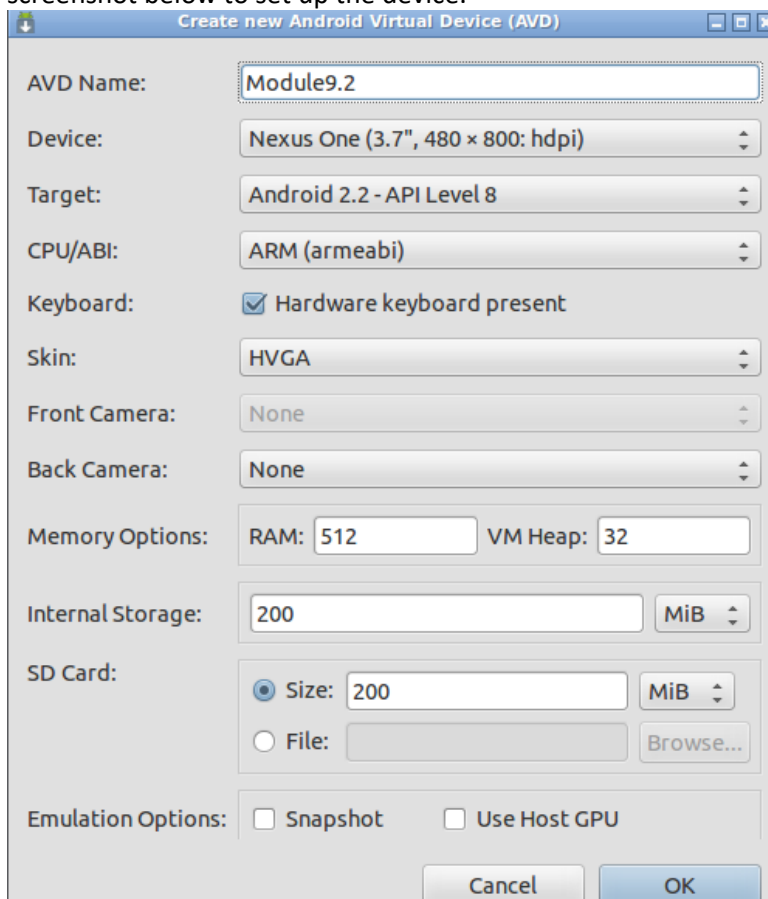 screenshot below to set up the device.
Create new Android Virtual Device (AVD)
AVD Name: Module9.2
Device: Nexus One (3.7", 480 × 800: hdpi)
Target: Android 2.2 - API Level 8
CPU/ABI: ARM (armeabi)
Keyboard: Hardware keyboard present
Skin: HVGA
Front Camera: None
Back Camera: None
Memory Options: RAM: 512 VM Heap: 32
Internal Storage: 200 MiB
SD Card:
Size: 200 MiB
File: Browse...
Emulation Options: Snapshot Use Host GPU
Cancel OK